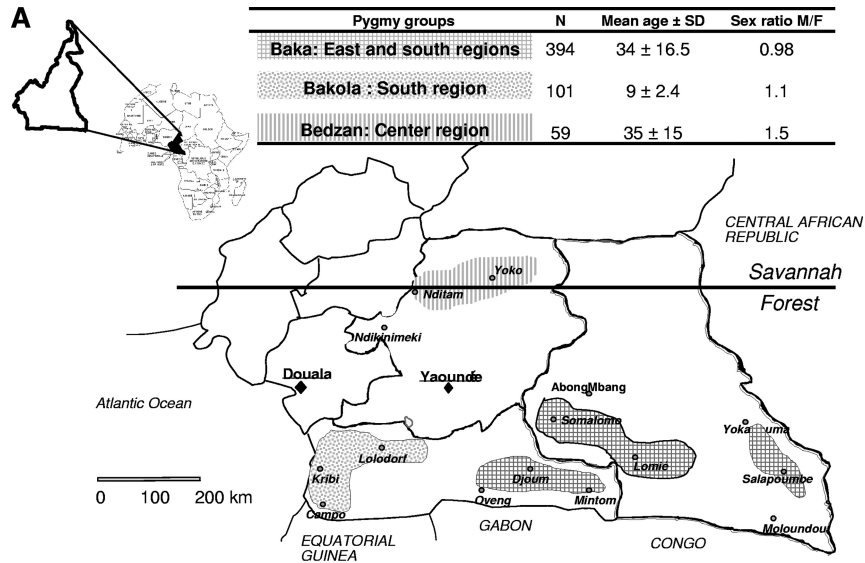 A
Pygmy groups N Mean age ± SD Sex ratio M/F
Baka: East and south regions 394 34 ± 16.5 0.98
Bakola : South region 101 9 ± 2.4 1.1
Bedzan: Center region 59 35 ± 15 1.5
CENTRAL AFRICAN
REPUBLIC
Savannah
Yoko
Nditam
Forest
Ndikinimeki
Douala
Yaoundé
AbongMbang
Atlantic Ocean
Somalomo
Yoka uma
Lolodorf
Lomie
Kribi
Djoum
Salapoumbe
0 100 200 km
Oveng
Mintom
Campo
Moloundou
GABON
EQUATORIAL
GUINEA
CONGO